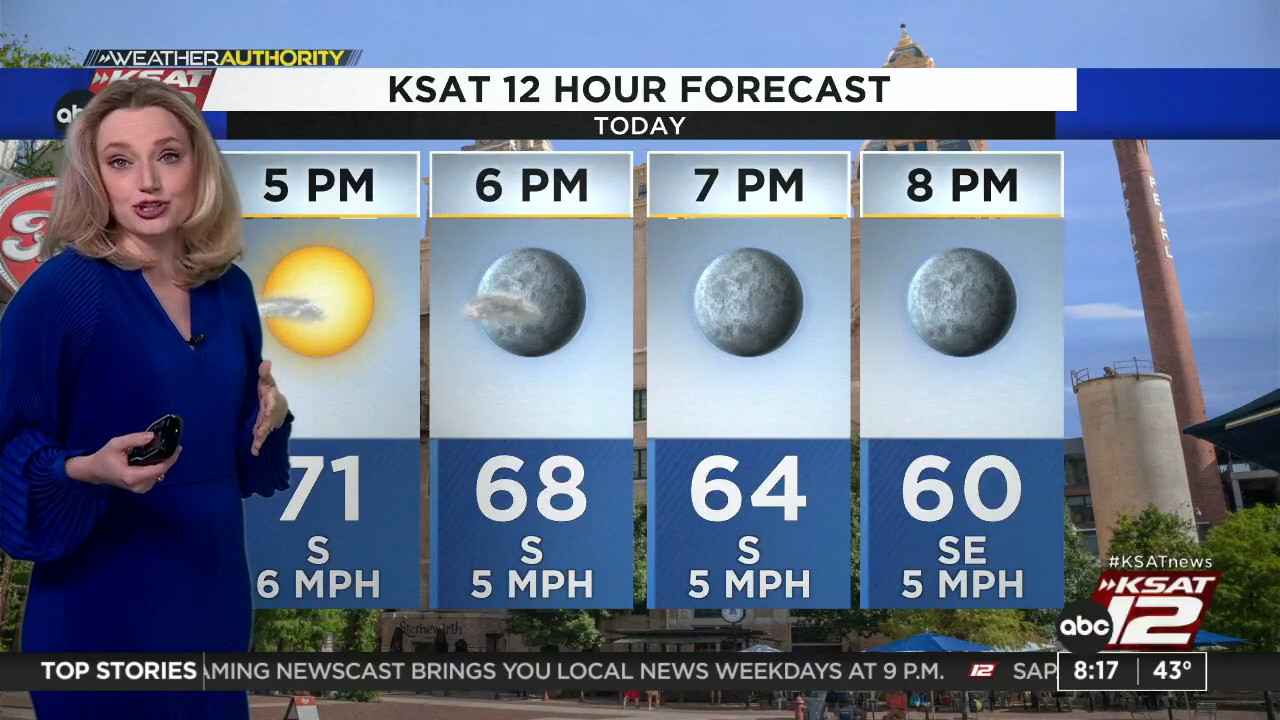 WEATHERAUTHORITY
KSAT
KSAT 12 HOUR FORECAST
TODAY
5 PM
6 PM
7 PM
8 PM
71
68
64
60
S
S
S
SE
6 MPH
5 MPH
5 MPH
5 MPH
PEARL
#KSATnews
KSAT
12
abc
TOP STORIES
AMING NEWSCAST BRINGS YOU LOCAL NEWS WEEKDAYS AT 9 P.M. 12 SAP
8:17
43°